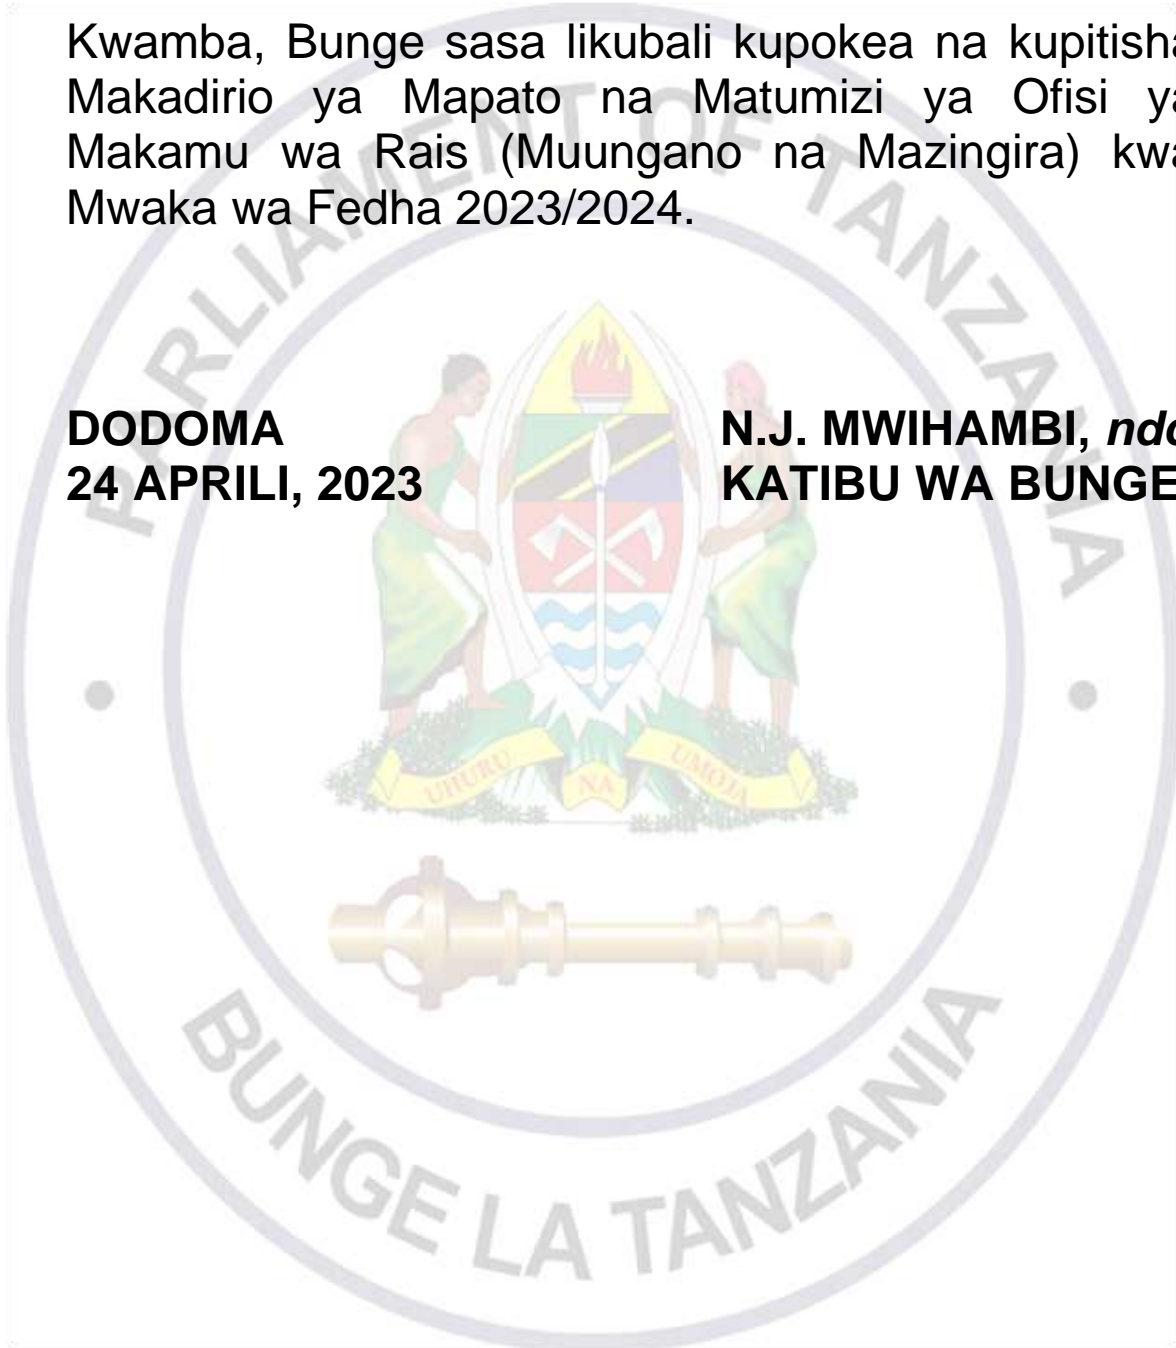 Kwamba, Bunge sasa likubali kupokea na kupitisha
Makadirio ya Mapato na Matumizi ya Ofisi ya
Makamu wa Rais (Muungano na Mazingira) kwa
Mwaka wa Fedha 2023/2024.
PARLIAMENT OF TANZANIA
DODOMA N.J. MWIHAMBI, ndc
24 APRILI, 2023 KATIBU WA BUNGE
UHURU NA UMOJA
BUNGE LA TANZANIA